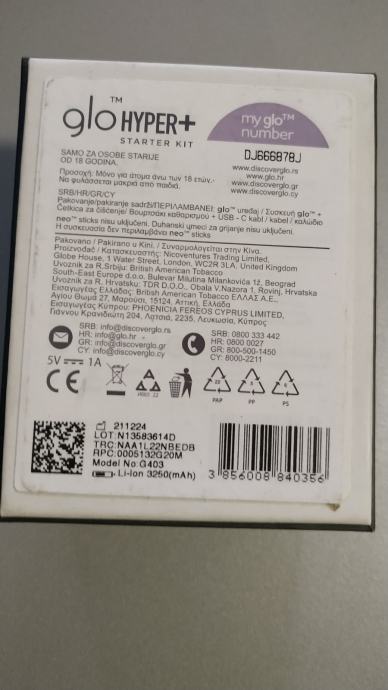 glo™ HYPER+
STARTER KIT
my glo™
number
DJ666878J
SAMO ZA OSOBE STARIJE
OD 18 GODINA.
Προσοχή: Μόνο για άτομα άνω των 18 ετών.
Να φυλάσσεται μακριά από παιδιά.
www.discoverglo.rs
www.glo.hr
www.discoverglo.gr
www.discoverglo.cy
SRB/HR/GR/CY
Pakovanje/pakiranje sadrži/ΠΕΡΙΛΑΜΒΑΝΕΙ: glo™ uređaj / Συσκευή glo™ +
Četkica za čišćenje/ Βουρτσάκι καθαρισμού + USB - C kabl / kabel / καλώδιο
neo™ sticks nisu uključeni. Duhanski umeci za grijanje nisu uključeni.
Η συσκευασία δεν περιλαμβάνει neo™ sticks
Pakovano / Pakirano u Kini. / Συναρμολογείται στην Κίνα.
Proizvođač / Κατασκευαστής: Nicoventures Trading Limited,
Globe House, 1 Water Street, London, WC2R 3LA, United Kingdom
Uvoznik za R.Srbiju: British American Tobacco
South-East Europe d.o.o. Bulevar Milutina Milankovića 12, Beograd
Uvoznik za R. Hrvatsku: TDR D.O.O., Obala V.Nazora 1, Rovinj, Hrvatska
Εισαγωγέας Ελλάδας: British American Tobacco ΕΛΛΑΣ Α.Ε.,
Αγίου Θωμά 27, Μαρούσι, 15124, Αττική, Ελλάδα.
Εισαγωγέας Κύπρου: PHOENICIA FEREOS CYPRUS LIMITED,
Γιάννου Κρανιδιώτη 204, Λατσιά, 2235, Λευκωσία, Κύπρος
SRB: info@discoverglo.rs
HR: info@glo.hr
GR: info@discoverglo.gr
CY: info@discoverglo.cy
SRB: 0800 333 442
HR: 0800 0027
GR: 800-500-1450
CY: 8000-2211
5V 1A
CE
20
PAP
5
PP
6
PS
211224
LOT:N13583614D
TRC:NAA1L22NBEDB
RPC:0005132G20M
Model No:G403
Li-Ion 3250(mAh)
3 856008 840356